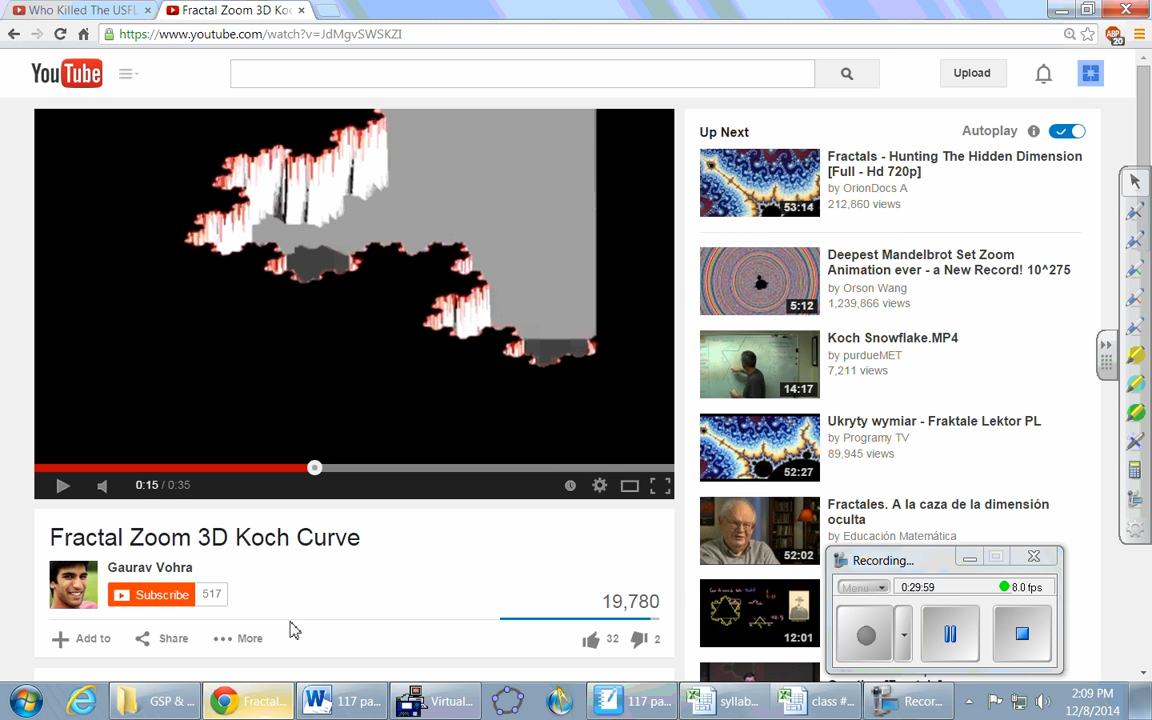 Who Killed The USFL
Fractal Zoom 3D Koc
https://www.youtube.com/watch?v=JdMgvSWSKZI
ABP
20
YouTube
Upload
Up Next
Autoplay
Fractals - Hunting The Hidden Dimension
[Full - Hd 720p]
by OrionDocs A
212,860 views
53:14
Deepest Mandelbrot Set Zoom
Animation ever - a New Record! 10^275
by Orson Wang
1,239,866 views
5:12
Koch Snowflake.MP4
by purdueMET
7,211 views
14:17
Ukryty wymiar - Fraktale Lektor PL
by Programy TV
89,945 views
52:27
Fractales. A la caza de la dimensión
oculta
by Educación Matemática
52:02
12:01
0:15 / 0:35
Fractal Zoom 3D Koch Curve
Gaurav Vohra
Subscribe 517
19,780
Add to Share More 32 2
Recording...
Menu 0:29:59 8.0 fps
GSP & ... Fractal... 117 pa... Virtual... 117 pa... syllab... class #... Recor...
2:09 PM
12/8/2014